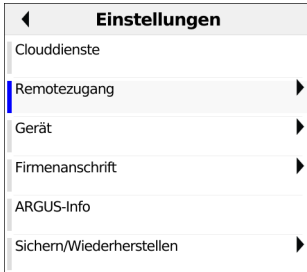 Einstellungen
Clouddienste
Remotezugang
Gerät
Firmenanschrift
ARGUS-Info
Sichern/Wiederherstellen